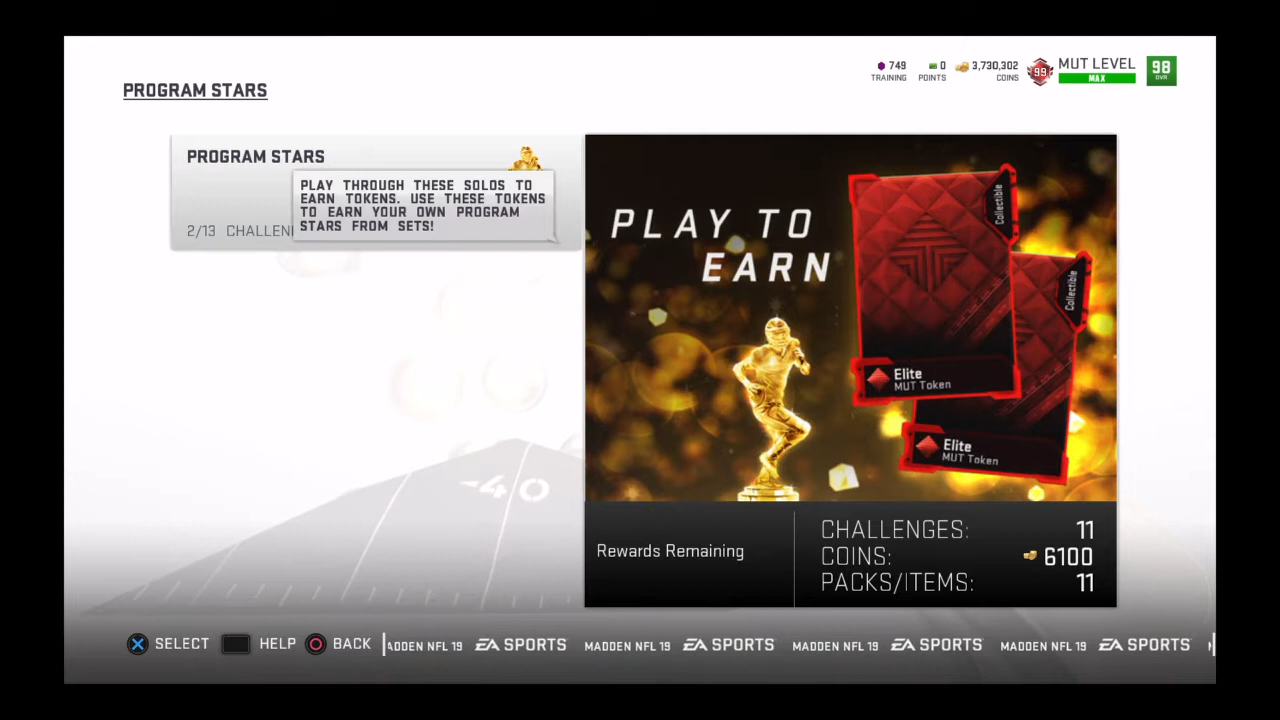 PROGRAM STARS
749
TRAINING
0
POINTS
3,730,302
COINS
99
MUT LEVEL
MAX
98
OVR
PROGRAM STARS
PLAY THROUGH THESE SOLOS TO
EARN TOKENS. USE THESE TOKENS
TO EARN YOUR OWN PROGRAM
STARS FROM SETS!
2/13 CHALLEN
PLAY TO
EARN
Collectible
Elite
MUT Token
Collectible
Elite
MUT Token
40
Rewards Remaining
CHALLENGES: 11
COINS: 6100
PACKS/ITEMS: 11
SELECT HELP BACK ADDEN NFL 19 EA SPORTS MADDEN NFL 19 EA SPORTS MADDEN NFL 19 EA SPORTS MADDEN NFL 19 EA SPORTS